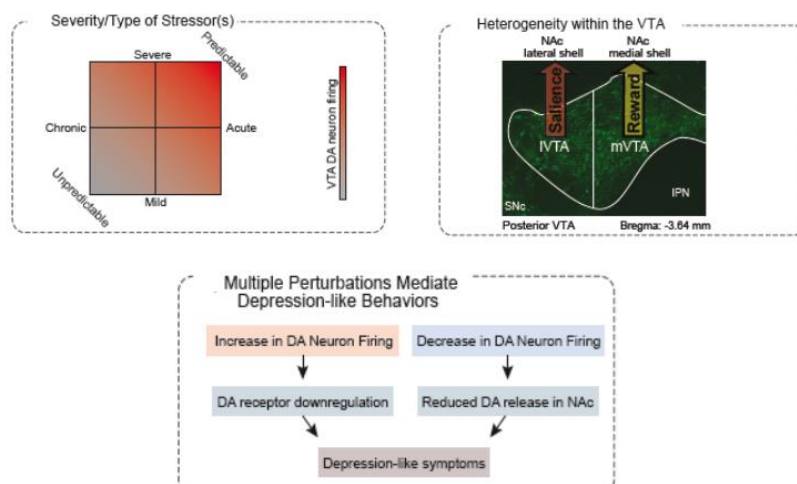 Severity/Type of Stressor(s)
Severe
Predictable
Chronic
Acute
Unpredictable
Mild
VTA DA neuron firing
Heterogeneity within the VTA
NAc
lateral shell
NAc
medial shell
Salience
Reward
lVTA
mVTA
SNc
IPN
Posterior VTA
Bregma: -3.64 mm
Multiple Perturbations Mediate
Depression-like Behaviors
Increase in DA Neuron Firing
Decrease in DA Neuron Firing
DA receptor downregulation
Reduced DA release in NAc
Depression-like symptoms